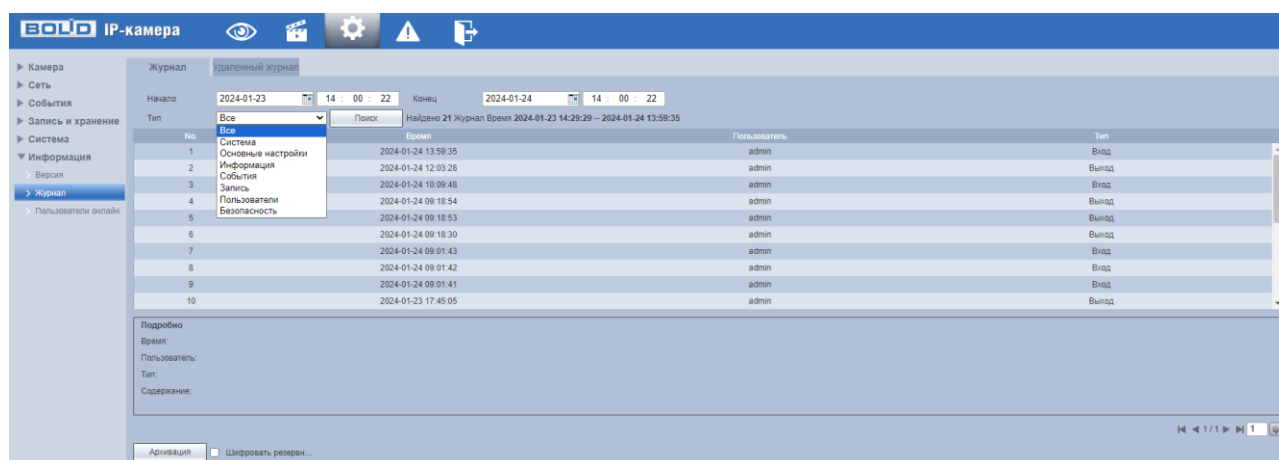 BOLID IP-камера
Камера
Сеть
События
Запись и хранение
Система
Информация
Версия
Журнал
Пользователи онлайн
Журнал Удаленный журнал
Начало 2024-01-23 14 : 00 : 22 Конец 2024-01-24 14 : 00 : 22
Тип Все Поиск Найдено 21 Журнал Время 2024-01-23 14:29:29 -- 2024-01-24 13:59:35
Все
Система
Основные настройки
Информация
События
Запись
Пользователи
Безопасность
No. Время Пользователь Тип
1 2024-01-24 13:59:35 admin Вход
2 2024-01-24 12:03:28 admin Выход
3 2024-01-24 10:09:48 admin Вход
4 2024-01-24 09:18:54 admin Выход
5 2024-01-24 09:18:53 admin Выход
6 2024-01-24 09:18:30 admin Выход
7 2024-01-24 09:01:43 admin Вход
8 2024-01-24 09:01:42 admin Вход
9 2024-01-24 09:01:41 admin Вход
10 2024-01-23 17:45:05 admin Выход
Подробно
Время:
Пользователь:
Тип:
Содержание:
1 / 1 1
Архивация Шифровать резерви...